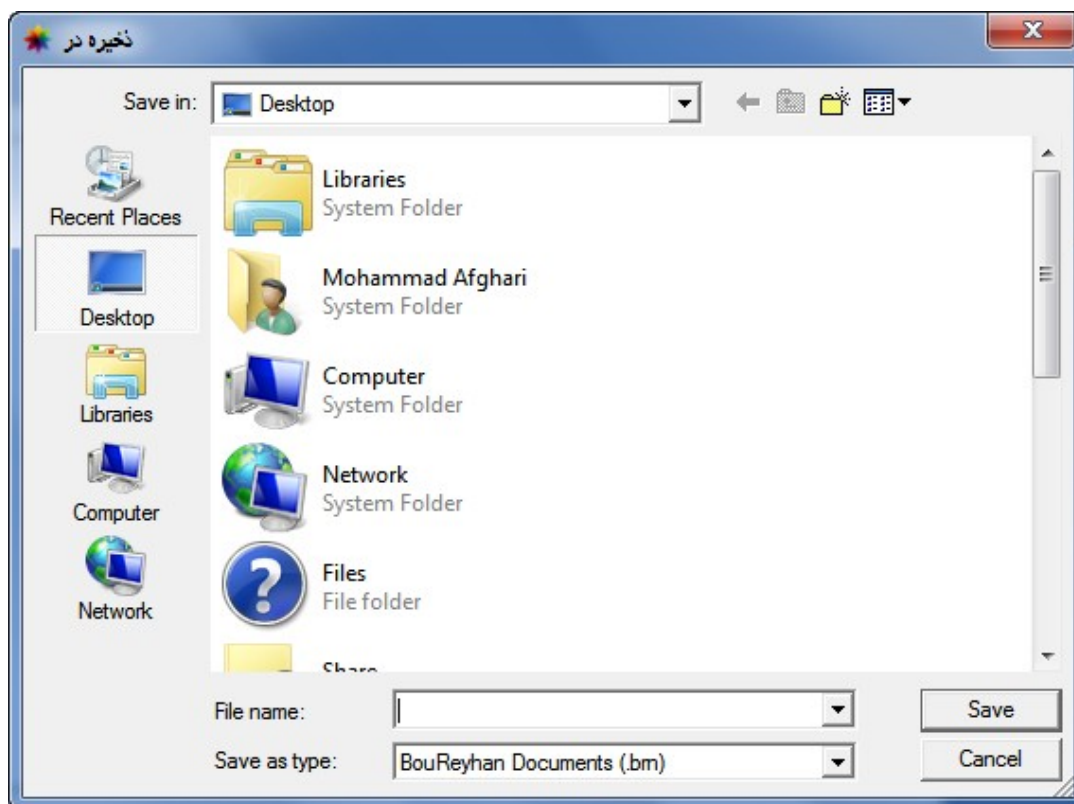 ذخیره در
Save in:
Desktop
Recent Places
Desktop
Libraries
Computer
Network
Libraries
System Folder
Mohammad Afghari
System Folder
Computer
System Folder
Network
System Folder
Files
File folder
Share
File name:
Save
Save as type:
BouReyhan Documents (.brn)
Cancel